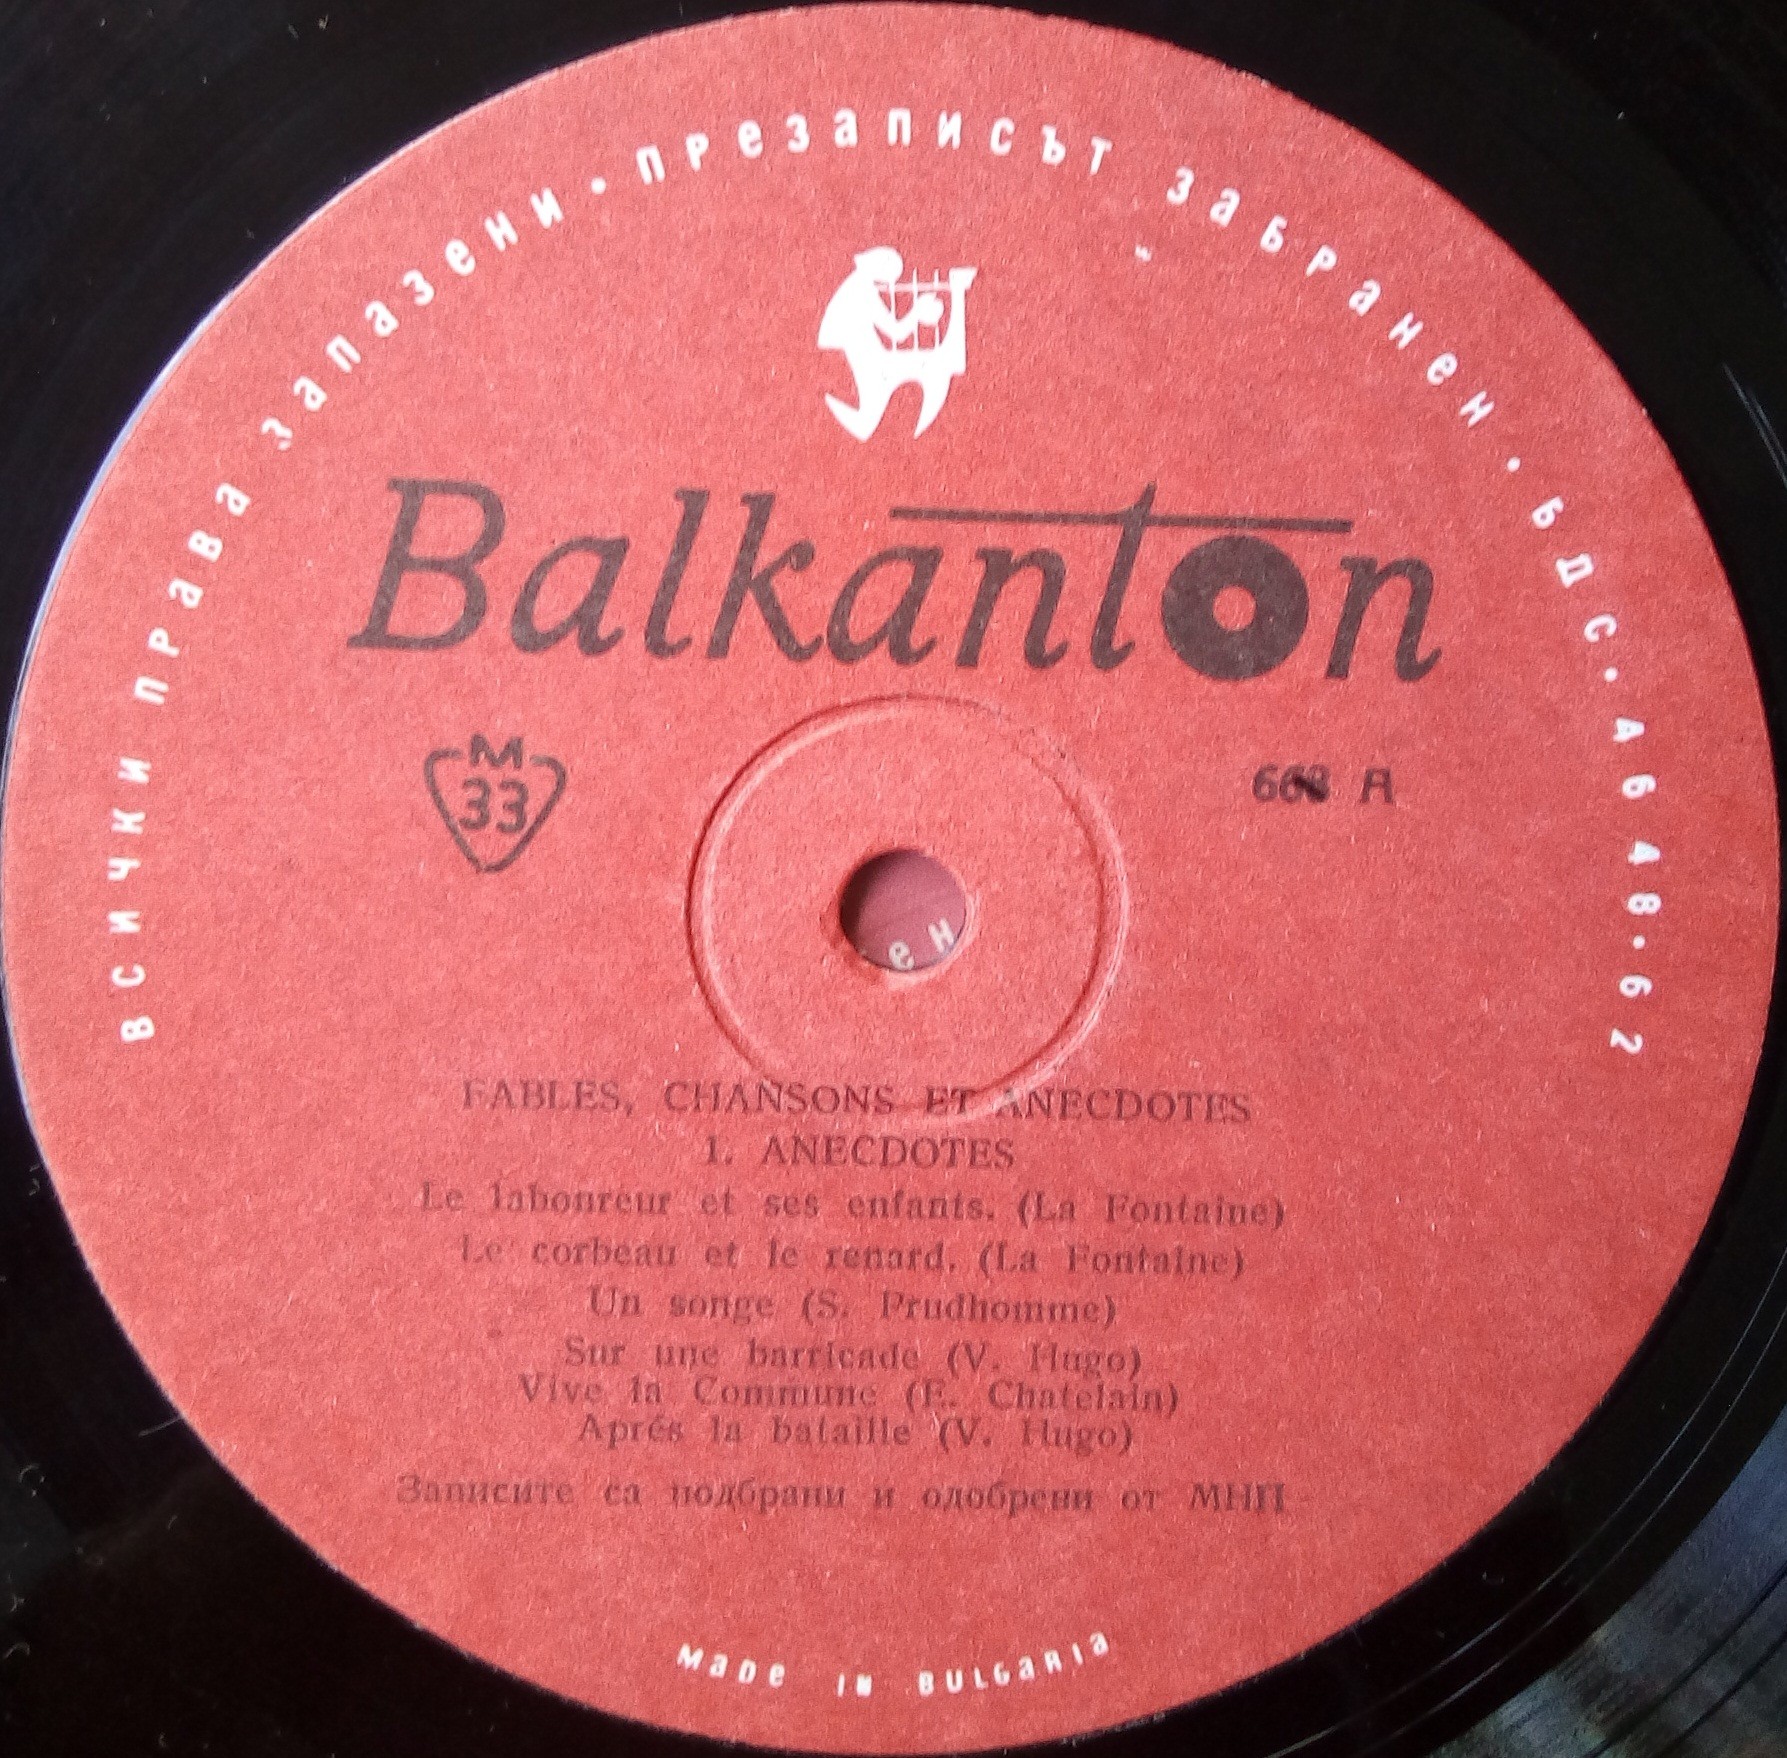 ВСИЧКИ ПРАВА ЗАПАЗЕНИ · ПРЕЗАПИСЪТ ЗАБРАНЕН · БДС · А 6 48 · 62
Balkanton
M
33
A
FABLES, CHANSONS ET ANECDOTES
1. ANECDOTES
Le laboureur et ses enfants. (La Fontaine)
Le corbeau et le renard. (La Fontaine)
Un songe (S. Prudhomme)
Sur une barricade (V. Hugo)
Vive la Commune (E. Chatelain)
Aprés la bataille (V. Hugo)
Записите са подбрани и одобрени от МНП
MADE IN BULGARIA